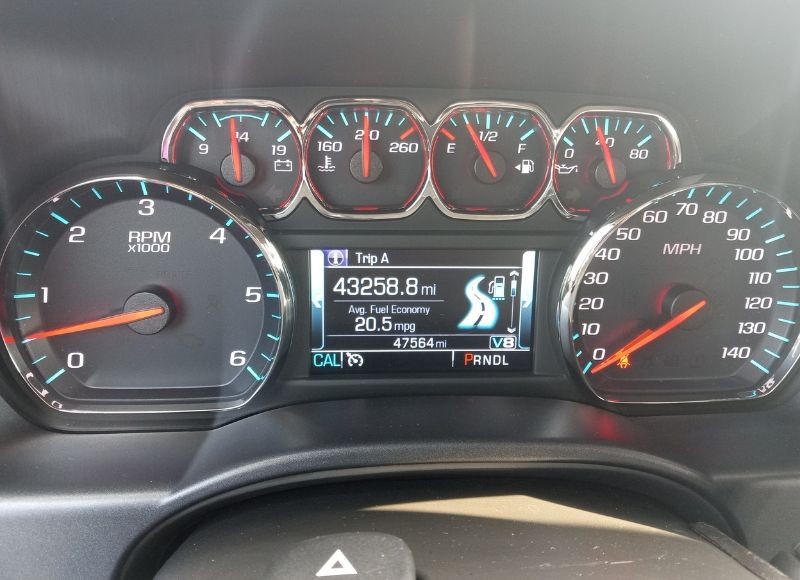 9 14 19
160 210 260
E 1/2 F
0 40 80
0 1 2 3 4 5 6
RPM
x1000
Trip A
43258.8 mi
Avg. Fuel Economy
20.5 mpg
47564 mi V8
CAL PRNDL
0 10 20 30 40 50 60 70 80 90 100 110 120 130 140
MPH